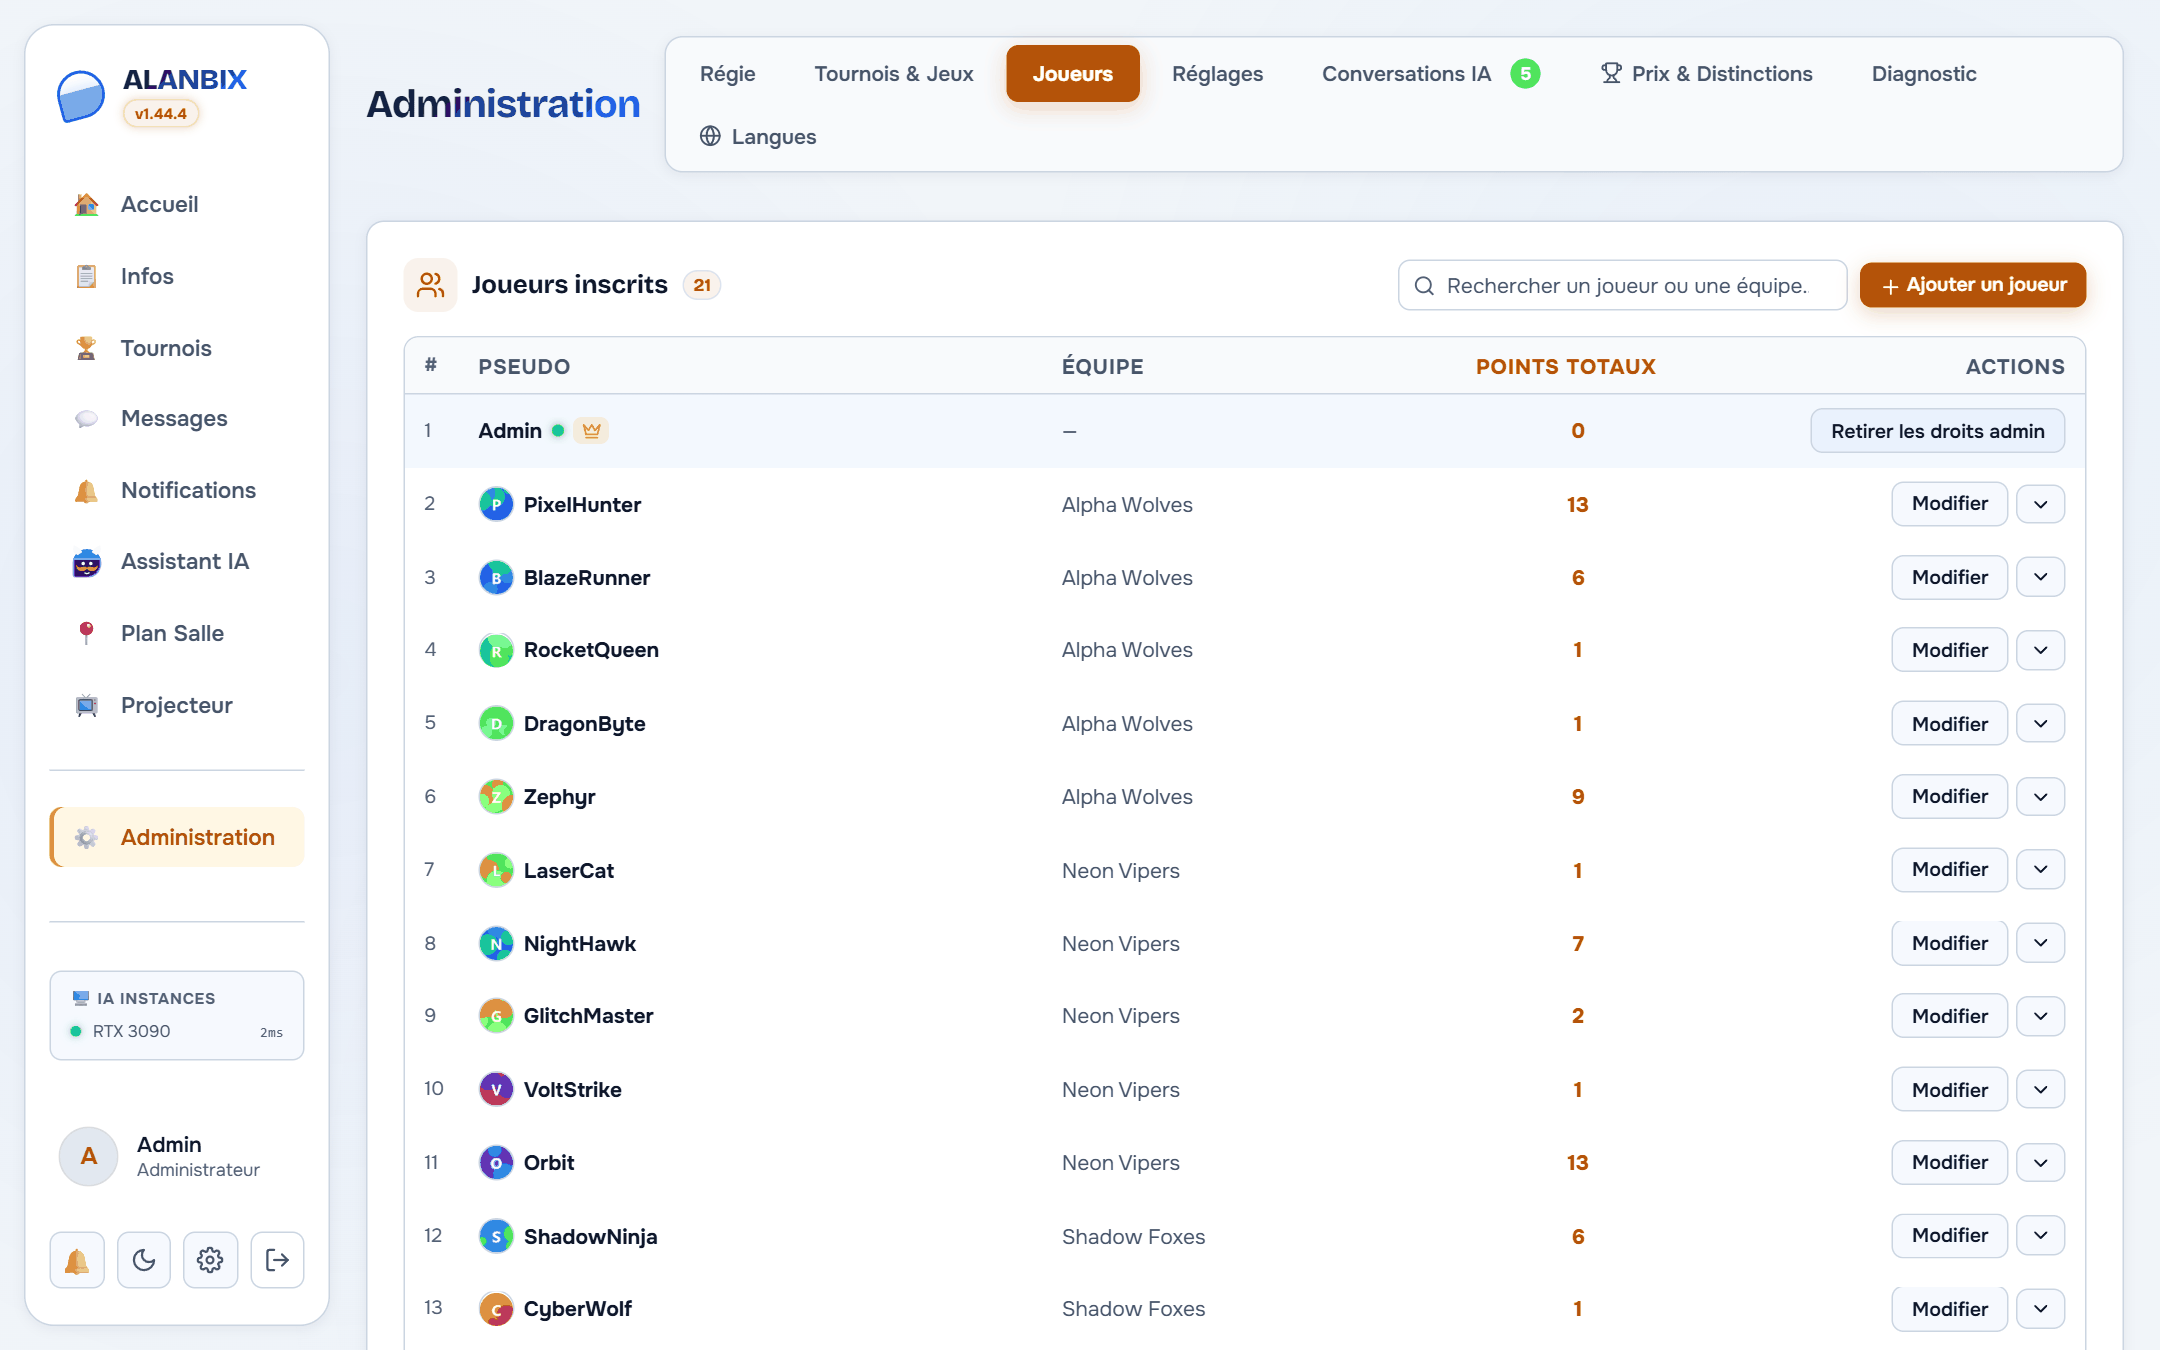 ALANBIX
v1.44.4
Accueil
Infos
Tournois
Messages
Notifications
Assistant IA
Plan Salle
Projecteur
Administration
IA INSTANCES
RTX 3090 2ms
A
Admin
Administrateur
Administration
Régie Tournois & Jeux Joueurs Réglages Conversations IA 5 Prix & Distinctions Diagnostic
Langues
Joueurs inscrits 21
Rechercher un joueur ou une équipe..
+ Ajouter un joueur
# PSEUDO ÉQUIPE POINTS TOTAUX ACTIONS
1 Admin — 0 Retirer les droits admin
2 P PixelHunter Alpha Wolves 13 Modifier
3 B BlazeRunner Alpha Wolves 6 Modifier
4 R RocketQueen Alpha Wolves 1 Modifier
5 D DragonByte Alpha Wolves 1 Modifier
6 Z Zephyr Alpha Wolves 9 Modifier
7 L LaserCat Neon Vipers 1 Modifier
8 N NightHawk Neon Vipers 7 Modifier
9 G GlitchMaster Neon Vipers 2 Modifier
10 V VoltStrike Neon Vipers 1 Modifier
11 O Orbit Neon Vipers 13 Modifier
12 S ShadowNinja Shadow Foxes 6 Modifier
13 C CyberWolf Shadow Foxes 1 Modifier